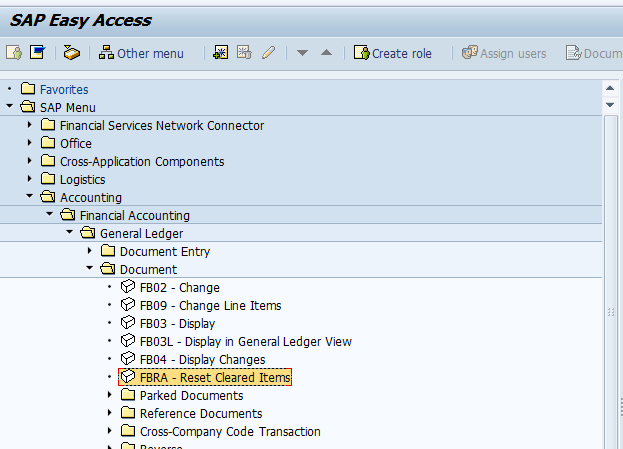 SAP Easy Access
Other menu Create role Assign users Docum
Favorites
SAP Menu
Financial Services Network Connector
Office
Cross-Application Components
Logistics
Accounting
Financial Accounting
General Ledger
Document Entry
Document
FB02 - Change
FB09 - Change Line Items
FB03 - Display
FB03L - Display in General Ledger View
FB04 - Display Changes
FBRA - Reset Cleared Items
Parked Documents
Reference Documents
Cross-Company Code Transaction
Reverse